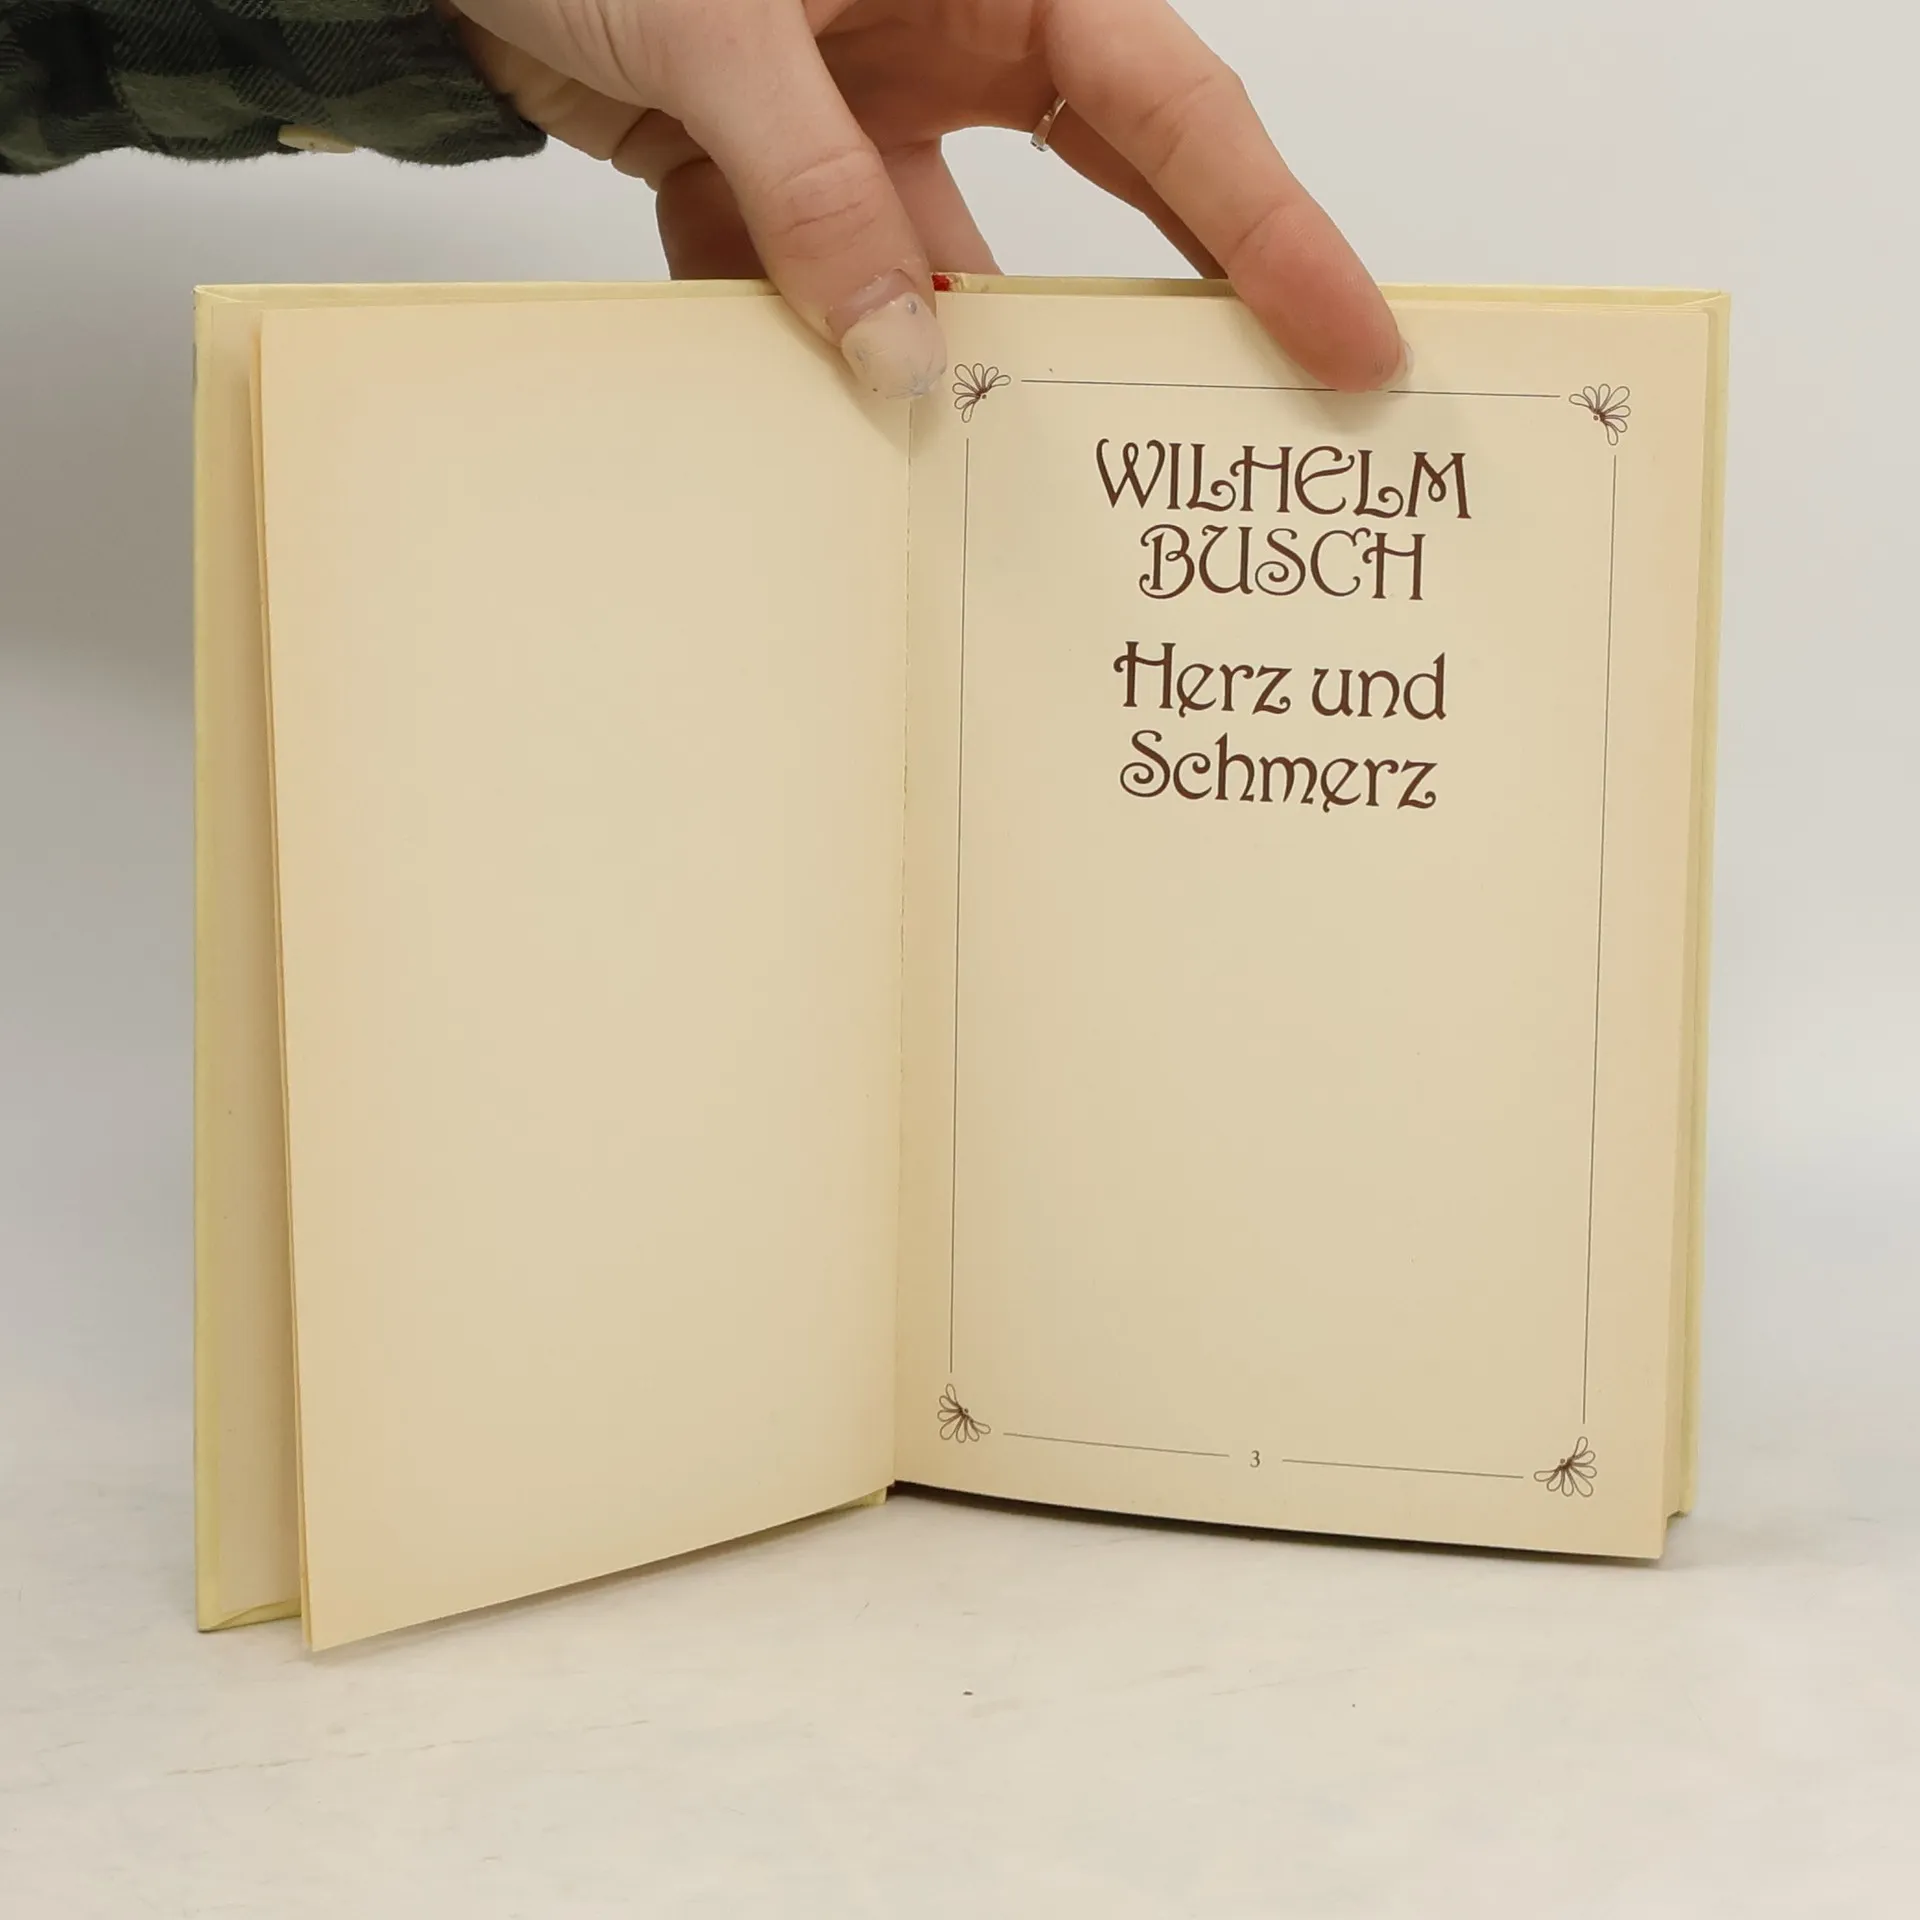 WILHELM
BUSCH
Herz und
Schmerz
3